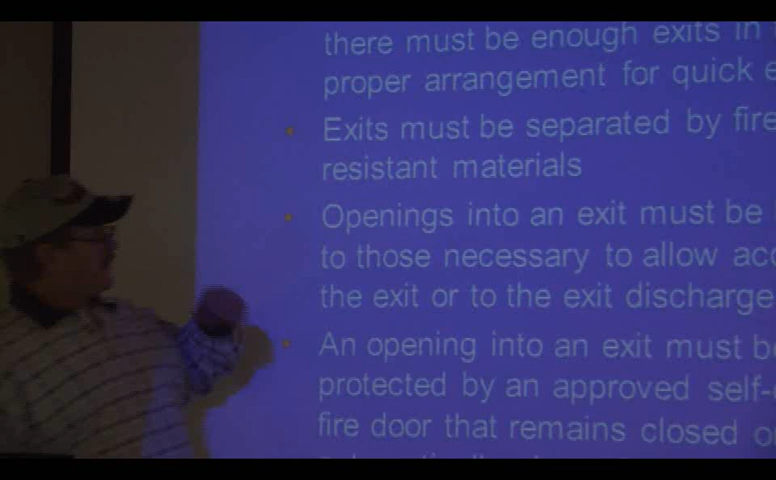 there must be enough exits in
proper arrangement for quick
Exits must be separated by fire
resistant materials
Openings into an exit must be
to those necessary to allow
the exit or to the exit discharge
An opening into an exit must be
protected by an approved self-
fire door that remains closed